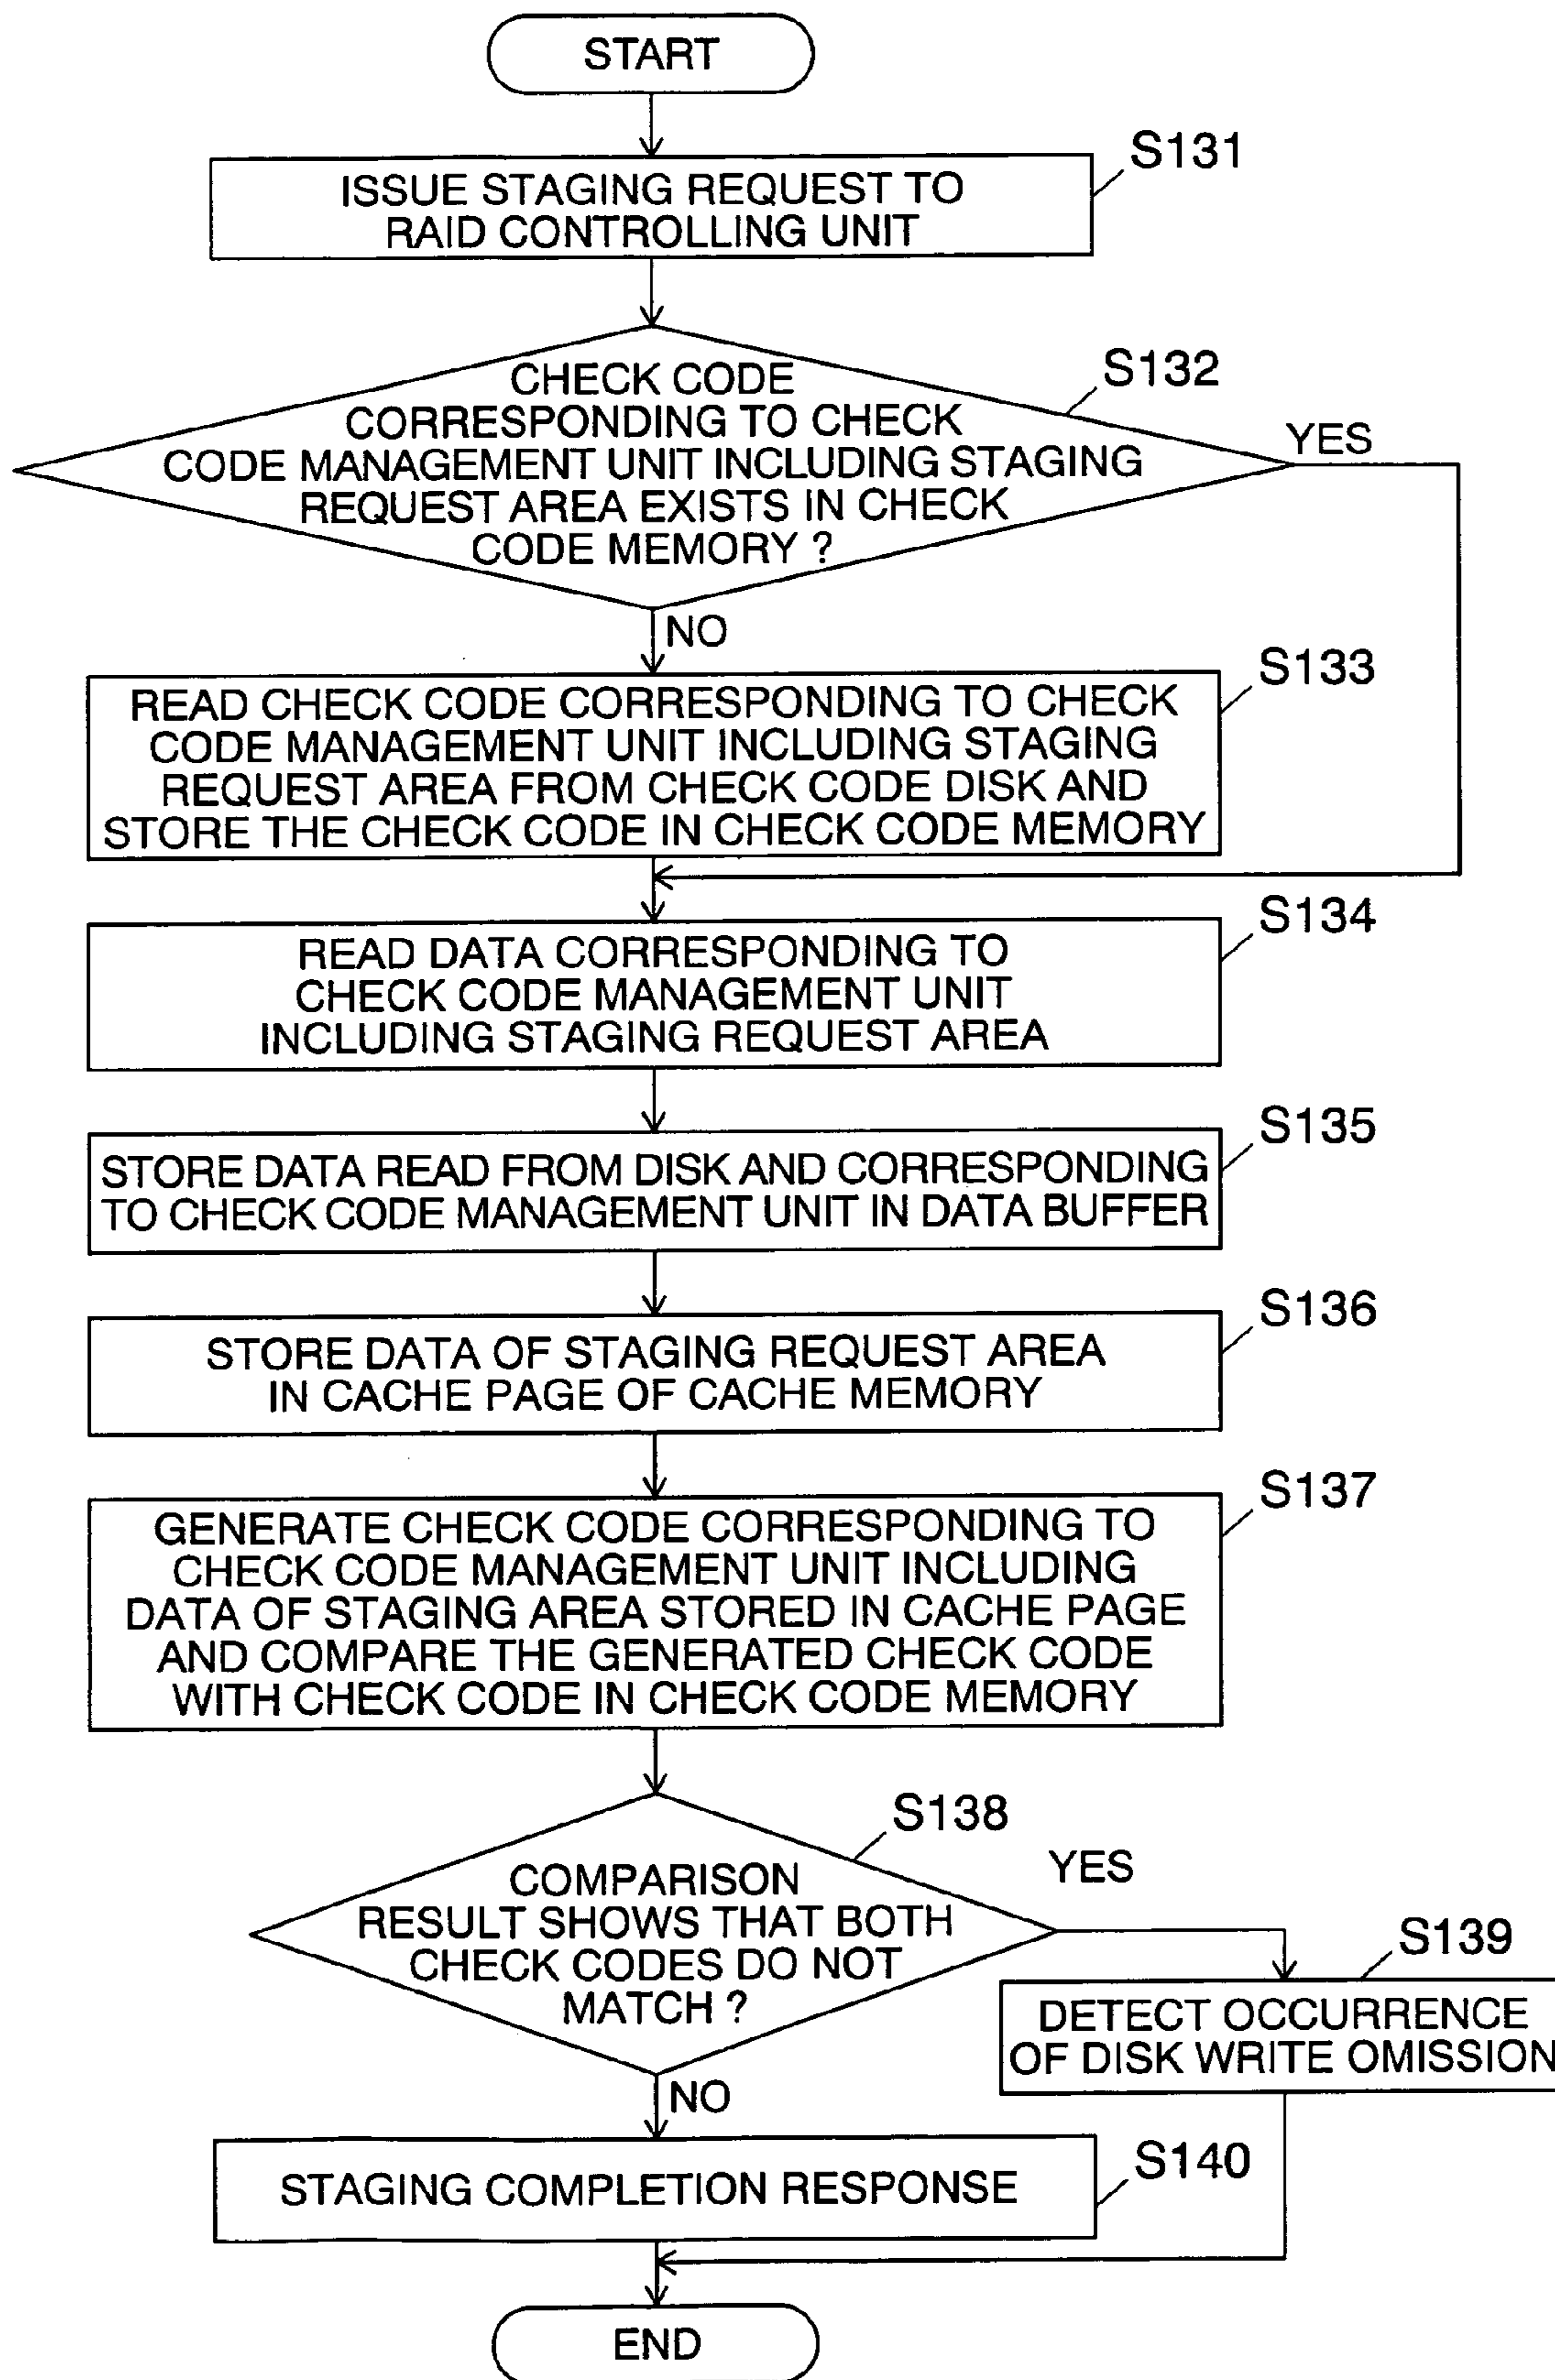 START
S131
ISSUE STAGING REQUEST TO
RAID CONTROLLING UNIT
S132
CHECK CODE
CORRESPONDING TO CHECK
CODE MANAGEMENT UNIT INCLUDING STAGING
REQUEST AREA EXISTS IN CHECK
CODE MEMORY ?
YES
NO
S133
READ CHECK CODE CORRESPONDING TO CHECK
CODE MANAGEMENT UNIT INCLUDING STAGING
REQUEST AREA FROM CHECK CODE DISK AND
STORE THE CHECK CODE IN CHECK CODE MEMORY
S134
READ DATA CORRESPONDING TO
CHECK CODE MANAGEMENT UNIT
INCLUDING STAGING REQUEST AREA
S135
STORE DATA READ FROM DISK AND CORRESPONDING
TO CHECK CODE MANAGEMENT UNIT IN DATA BUFFER
S136
STORE DATA OF STAGING REQUEST AREA
IN CACHE PAGE OF CACHE MEMORY
S137
GENERATE CHECK CODE CORRESPONDING TO
CHECK CODE MANAGEMENT UNIT INCLUDING
DATA OF STAGING AREA STORED IN CACHE PAGE
AND COMPARE THE GENERATED CHECK CODE
WITH CHECK CODE IN CHECK CODE MEMORY
S138
COMPARISON
RESULT SHOWS THAT BOTH
CHECK CODES DO NOT
MATCH ?
YES
S139
DETECT OCCURRENCE
OF DISK WRITE OMISSION
NO
S140
STAGING COMPLETION RESPONSE
END